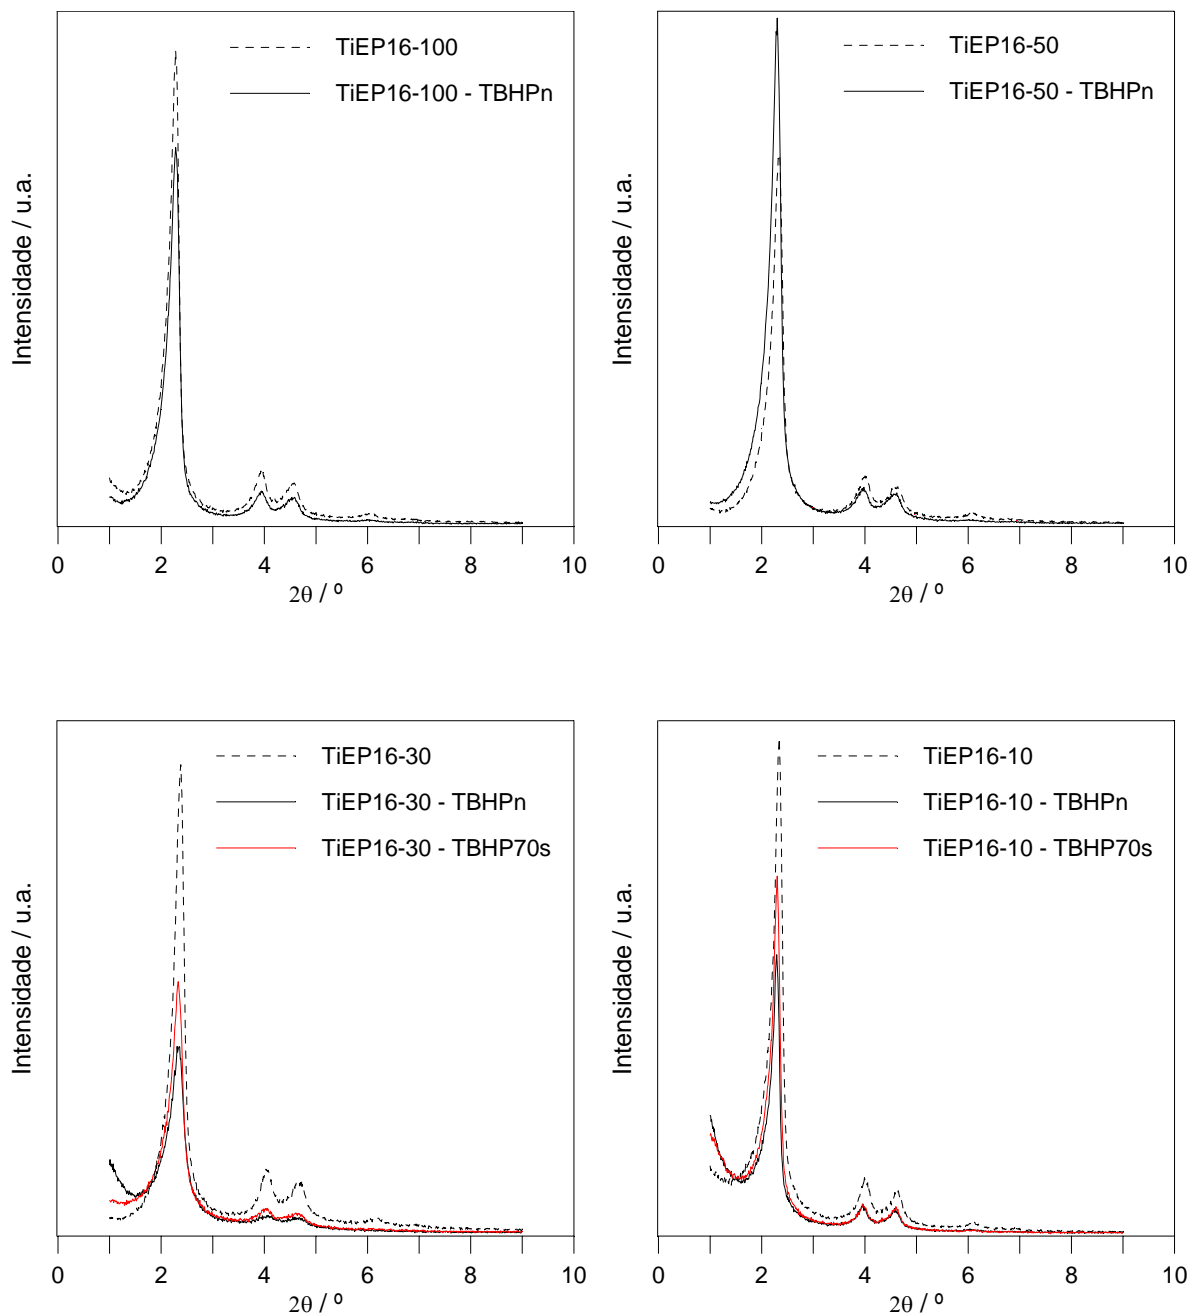 TiEP16-100
TiEP16-100 - TBHPn
Intensidade / u.a.
0 2 4 6 8 10
2θ / º
TiEP16-50
TiEP16-50 - TBHPn
Intensidade / u.a.
0 2 4 6 8 10
2θ / º
TiEP16-30
TiEP16-30 - TBHPn
TiEP16-30 - TBHP70s
Intensidade / u.a.
0 2 4 6 8 10
2θ / º
TiEP16-10
TiEP16-10 - TBHPn
TiEP16-10 - TBHP70s
Intensidade / u.a.
0 2 4 6 8 10
2θ / º